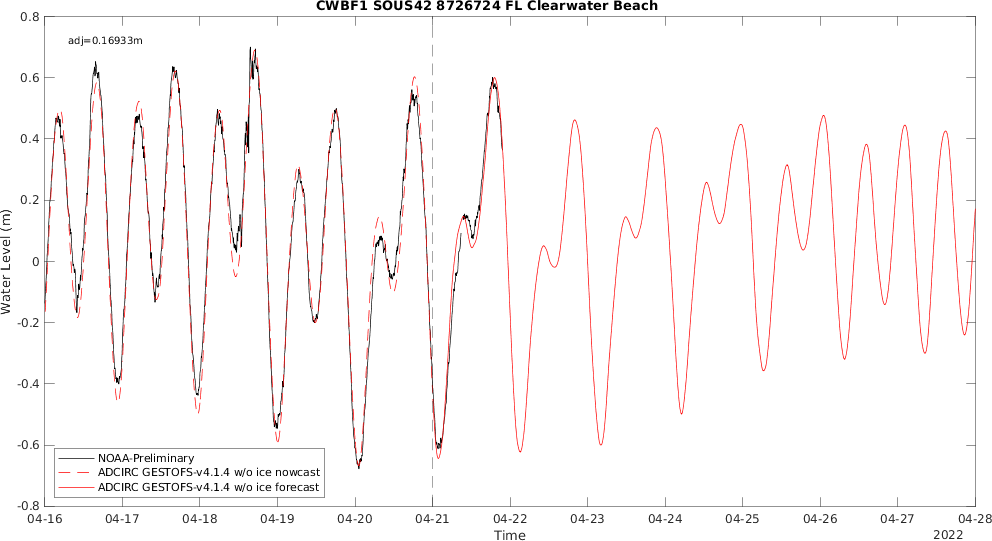 CWBF1 SOUS42 8726724 FL Clearwater Beach
0.8
adj=0.16933m
0.6
0.4
0.2
0
-0.2
-0.4
-0.6
-0.8
Water Level (m)
NOAA-Preliminary
ADCIRC GESTOFS-v4.1.4 w/o ice nowcast
ADCIRC GESTOFS-v4.1.4 w/o ice forecast
04-16 04-17 04-18 04-19 04-20 04-21 04-22 04-23 04-24 04-25 04-26 04-27 04-28
Time
2022